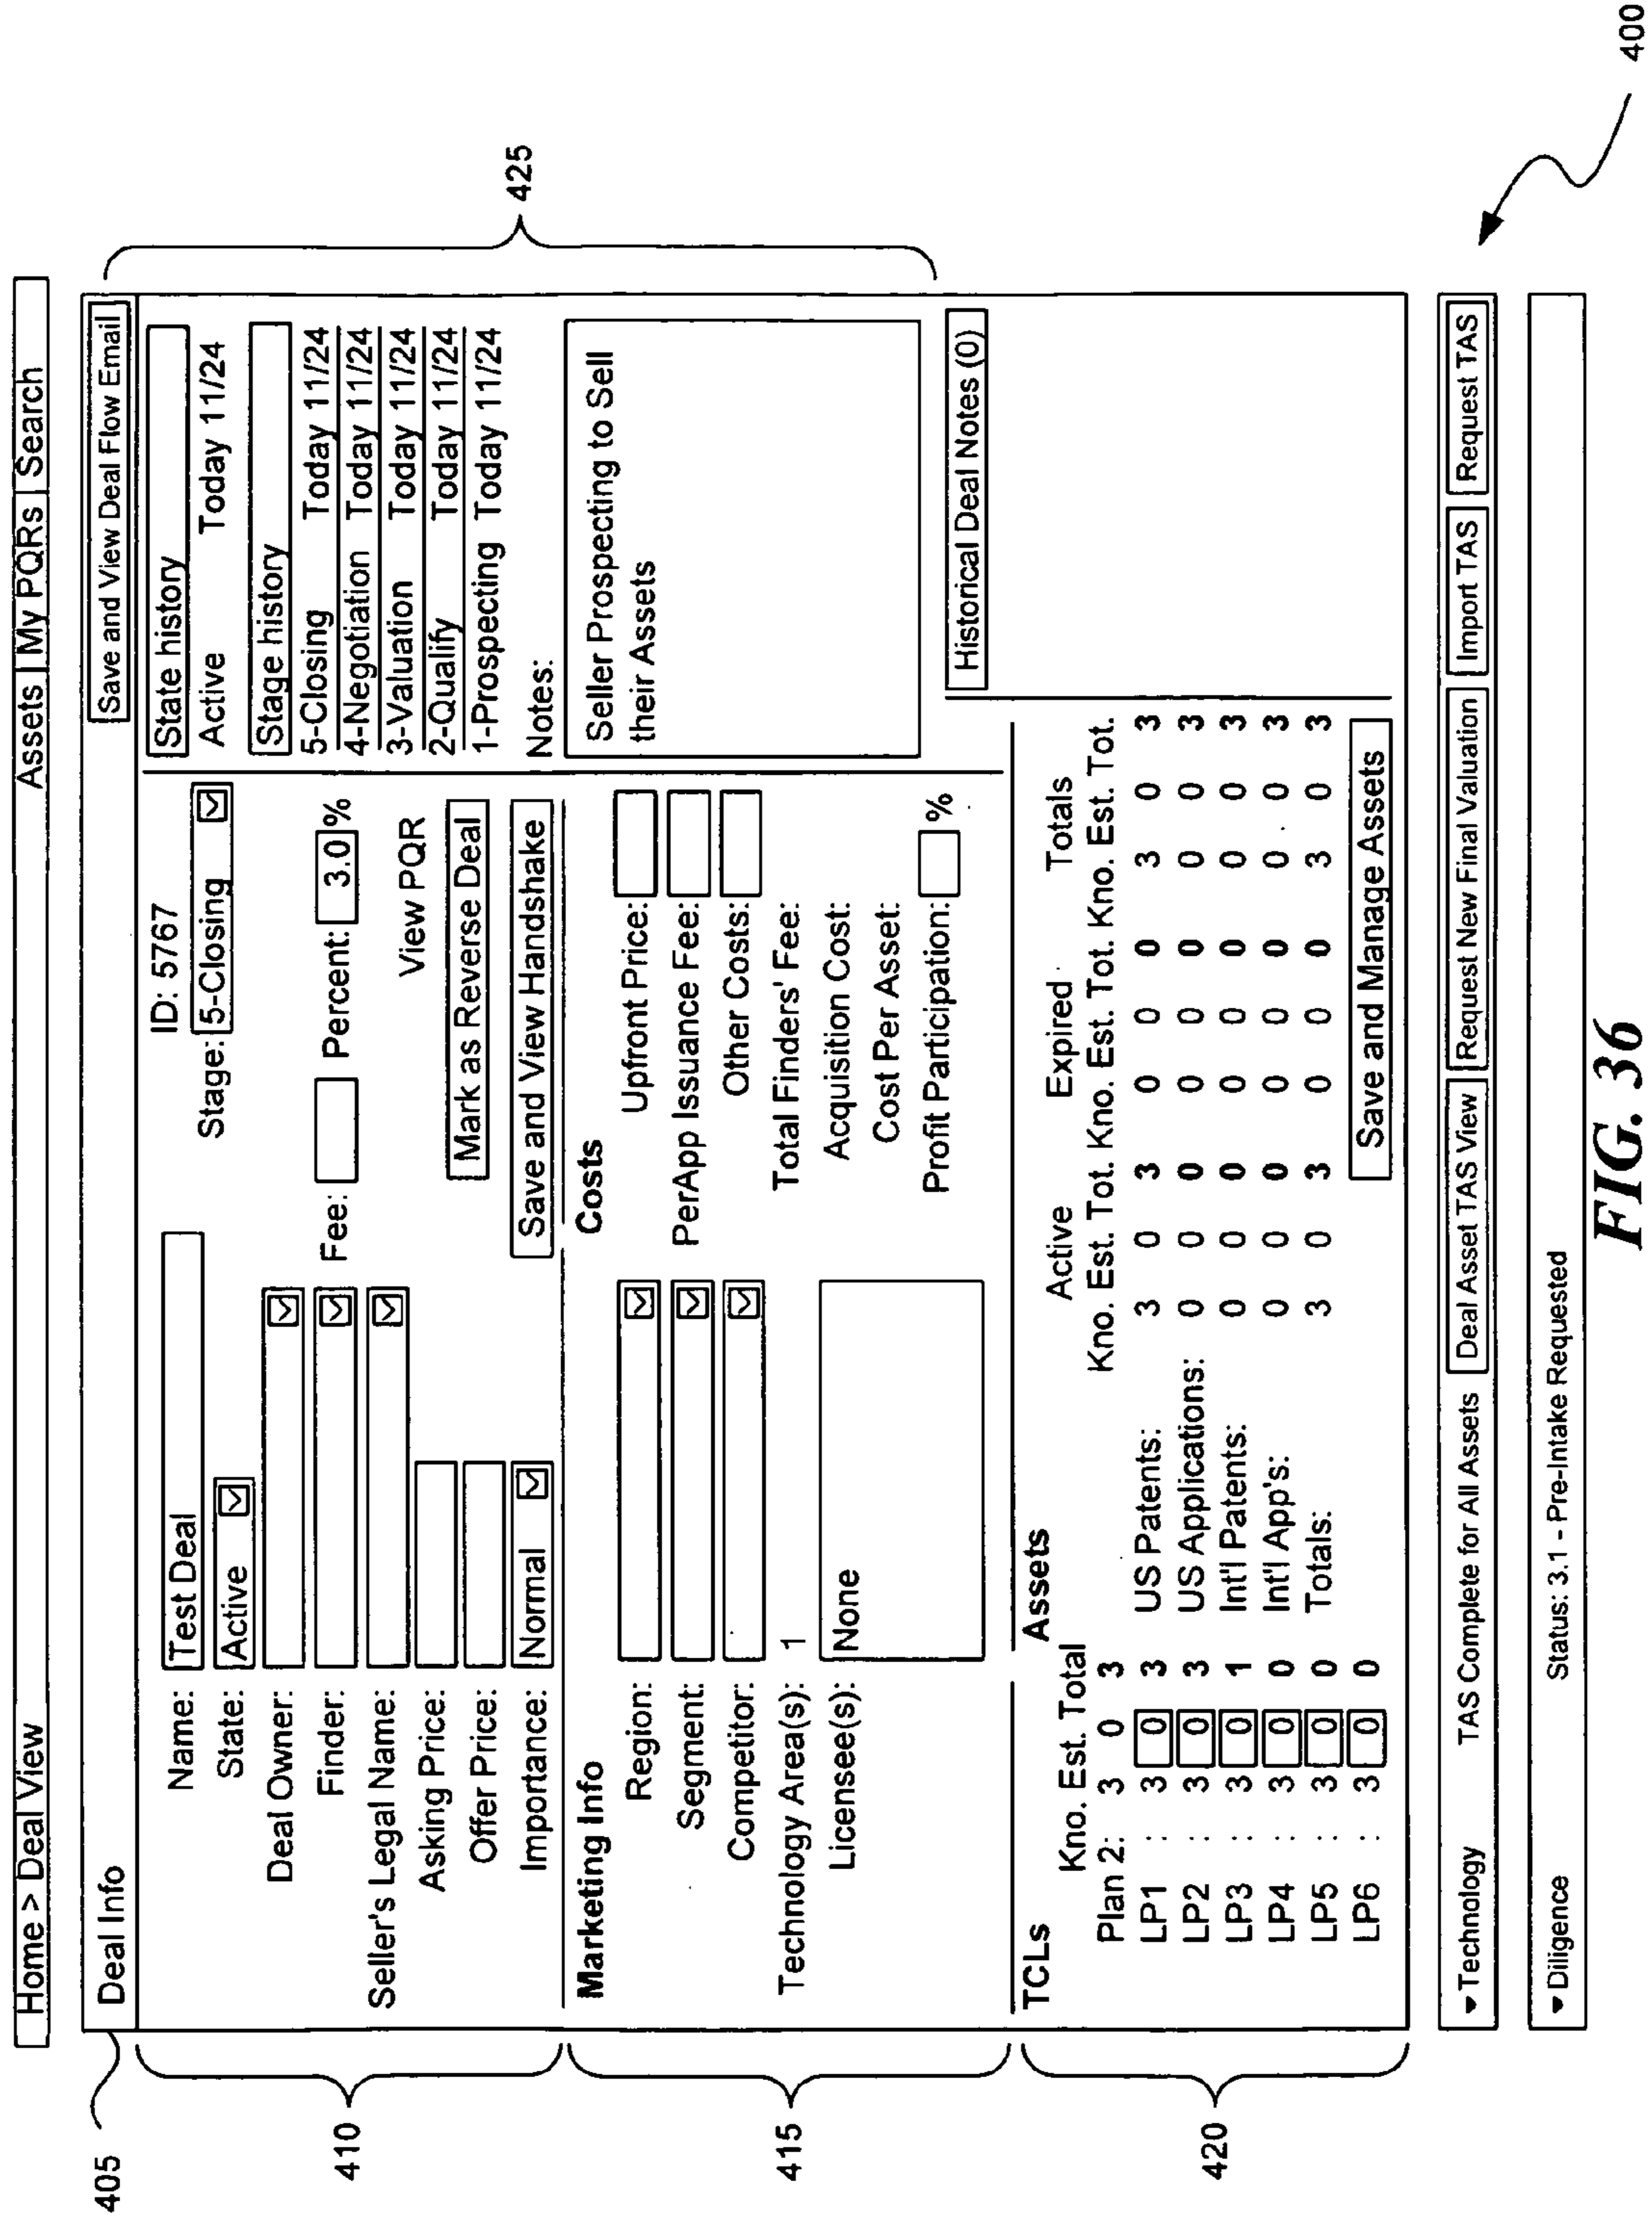 Home > Deal View Assets | My PQRs | Search
405
Deal Info Save and View Deal Flow Email
410
Name: Test Deal ID: 5767
State: Active Stage: 5-Closing
Deal Owner:
Finder: Fee: Percent: 3.0 %
Seller's Legal Name: View PQR
Asking Price: Mark as Reverse Deal
Offer Price:
Importance: Normal Save and View Handshake
State history
Active Today 11/24
Stage history
5-Closing Today 11/24
4-Negotiation Today 11/24
3-Valuation Today 11/24
2-Qualify Today 11/24
1-Prospecting Today 11/24
Notes:
Seller Prospecting to Sell
their Assets
Historical Deal Notes (0)
425
415
Marketing Info
Region:
Segment:
Competitor:
Technology Area(s): 1
Licensee(s): None
Costs
Upfront Price:
PerApp Issuance Fee:
Other Costs:
Total Finders' Fee:
Acquisition Cost:
Cost Per Asset:
Profit Participation: %
420
TCLs
Kno. Est. Total
Plan 2: 3 0 3
LP1 : 3 0 3
LP2 : 3 0 3
LP3 : 3 0 1
LP4 : 3 0 0
LP5 : 3 0 0
LP6 : 3 0 0
Assets
Active Expired Totals
Kno. Est. Tot. Kno. Est. Tot. Kno. Est. Tot.
US Patents: 3 0 3 0 0 0 3 0 3
US Applications: 0 0 0 0 0 0 0 0 3
Int'l Patents: 0 0 0 0 0 0 0 0 3
Int'l App's: 0 0 0 0 0 0 0 0 3
Totals: 3 0 3 0 0 0 3 0 3
Save and Manage Assets
Technology TAS Complete for All Assets Deal Asset TAS View Request New Final Valuation Import TAS Request TAS
Diligence Status: 3.1 - Pre-Intake Requested
400
FIG. 36